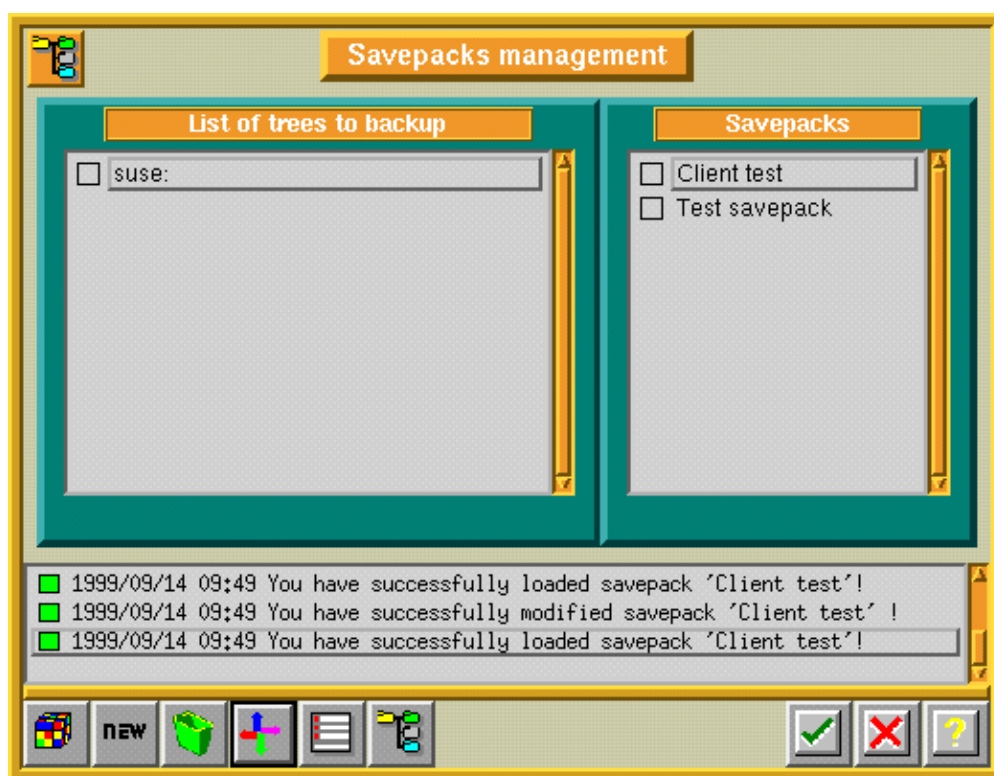 Savepacks management
List of trees to backup
Savepacks
suse:
Client test
Test savepack
1999/09/14 09:49 You have successfully loaded savepack ´Client test´!
1999/09/14 09:49 You have successfully modified savepack ´Client test´ !
1999/09/14 09:49 You have successfully loaded savepack ´Client test´!
new
?